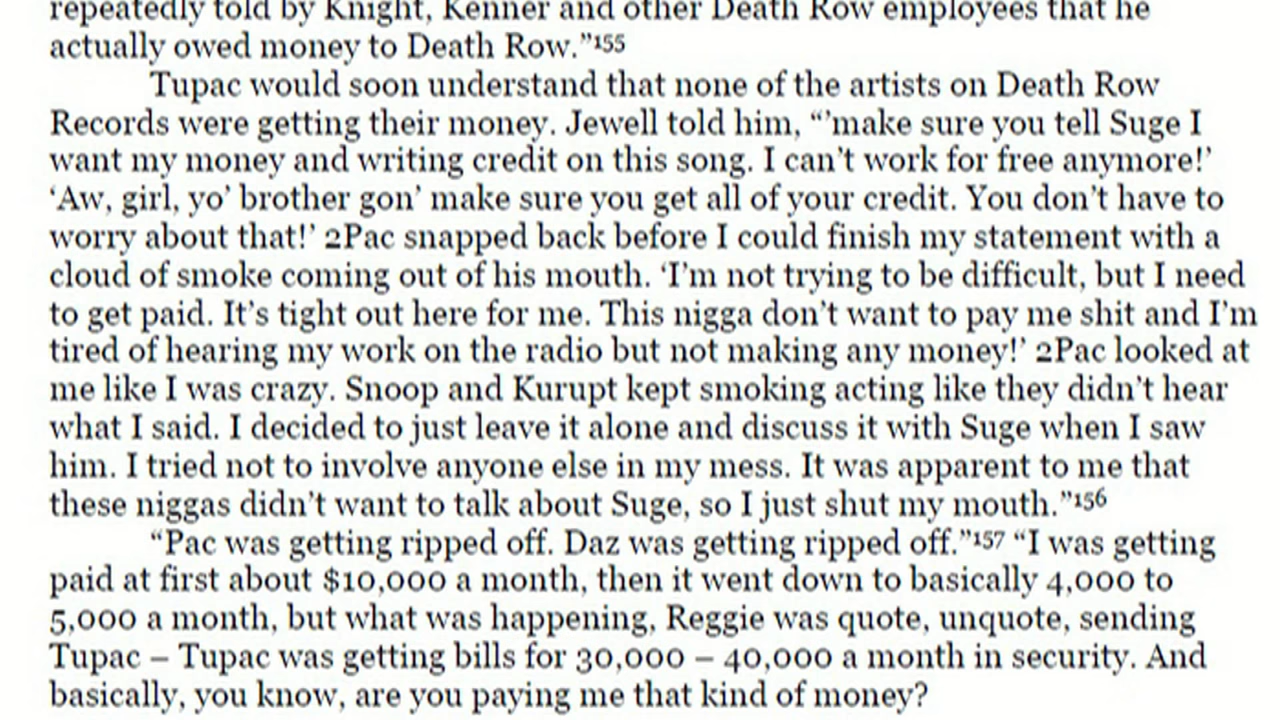 repeatedly told by Knight, Kenner and other Death Row employees that he
actually owed money to Death Row.”155
Tupac would soon understand that none of the artists on Death Row
Records were getting their money. Jewell told him, “’make sure you tell Suge I
want my money and writing credit on this song. I can’t work for free anymore!’
‘Aw, girl, yo’ brother gon’ make sure you get all of your credit. You don’t have to
worry about that!’ 2Pac snapped back before I could finish my statement with a
cloud of smoke coming out of his mouth. ‘I’m not trying to be difficult, but I need
to get paid. It’s tight out here for me. This nigga don’t want to pay me shit and I’m
tired of hearing my work on the radio but not making any money!’ 2Pac looked at
me like I was crazy. Snoop and Kurupt kept smoking acting like they didn’t hear
what I said. I decided to just leave it alone and discuss it with Suge when I saw
him. I tried not to involve anyone else in my mess. It was apparent to me that
these niggas didn’t want to talk about Suge, so I just shut my mouth.”156
“Pac was getting ripped off. Daz was getting ripped off.”157 “I was getting
paid at first about $10,000 a month, then it went down to basically 4,000 to
5,000 a month, but what was happening, Reggie was quote, unquote, sending
Tupac – Tupac was getting bills for 30,000 – 40,000 a month in security. And
basically, you know, are you paying me that kind of money?